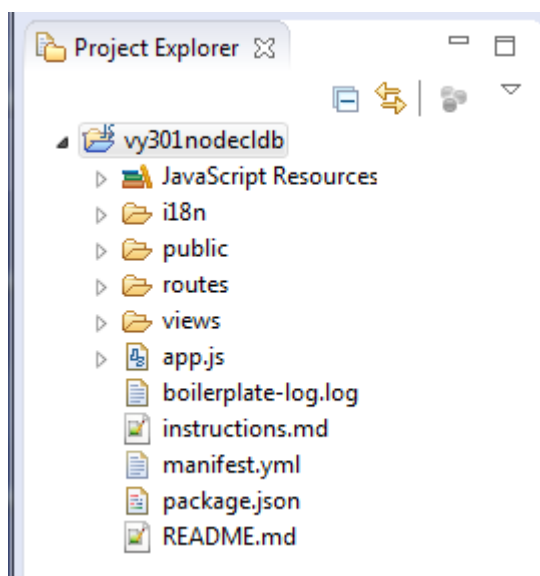 Project Explorer
vy301nodecldb
JavaScript Resources
i18n
public
routes
views
app.js
boilerplate-log.log
instructions.md
manifest.yml
package.json
README.md